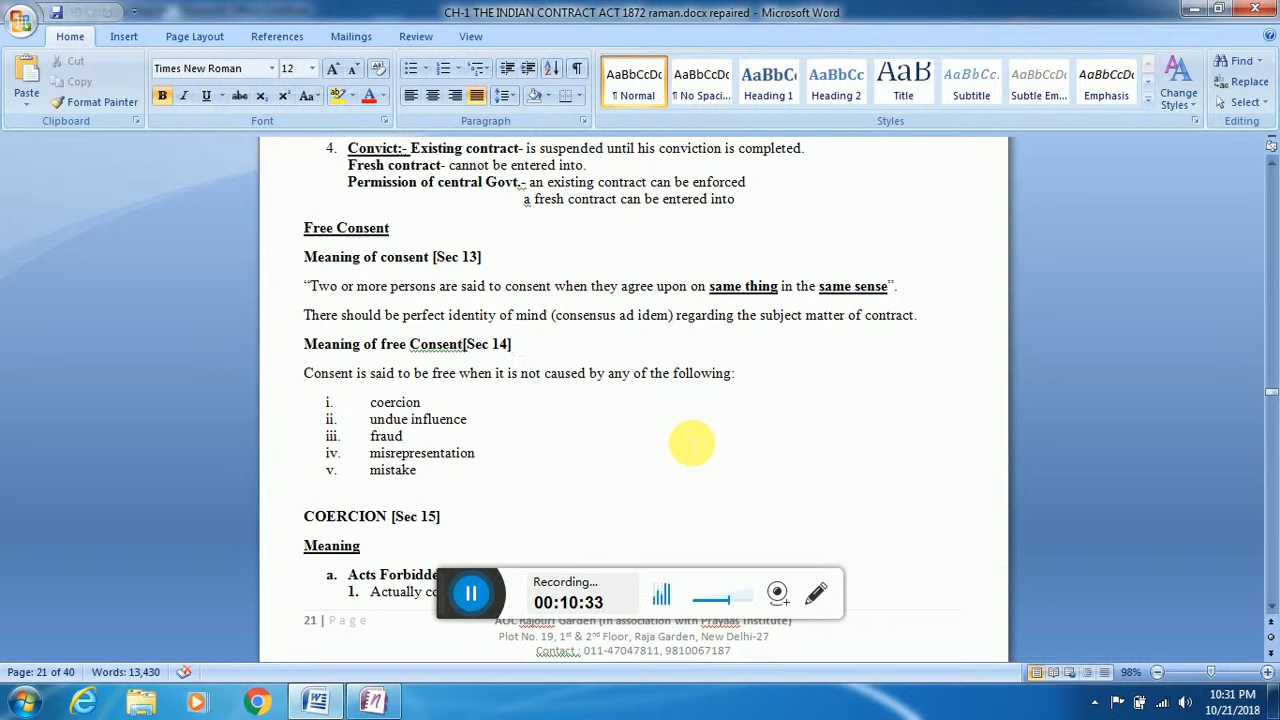 CH-1 THE INDIAN CONTRACT ACT 1872 raman.docx repaired - Microsoft Word
Home Insert Page Layout References Mailings Review View
Cut
Copy
Format Painter
Paste
Times New Roman 12
AaBbCcDc AaBbCcDc AaBbC AaBbCc AaB AaBbCc. AaBbCcDc AaBbCcDc
¶ Normal ¶ No Spaci... Heading 1 Heading 2 Title Subtitle Subtle Em... Emphasis
Change Styles
Find
Replace
Select
Clipboard Font Paragraph Styles Editing
4. Convict:- Existing contract- is suspended until his conviction is completed.
Fresh contract- cannot be entered into.
Permission of central Govt.- an existing contract can be enforced
a fresh contract can be entered into
Free Consent
Meaning of consent [Sec 13]
“Two or more persons are said to consent when they agree upon on same thing in the same sense”.
There should be perfect identity of mind (consensus ad idem) regarding the subject matter of contract.
Meaning of free Consent[Sec 14]
Consent is said to be free when it is not caused by any of the following:
i. coercion
ii. undue influence
iii. fraud
iv. misrepresentation
v. mistake
COERCION [Sec 15]
Meaning
a. Acts Forbidde
1. Actually co
Recording...
00:10:33
21 | Page
AOC Rajouri Garden (in association with Prayaas Institute)
Plot No. 19, 1st & 2nd Floor, Raja Garden, New Delhi-27
Contact : 011-47047811, 9810067187
Page: 21 of 40 Words: 13,430 98%
10:31 PM
10/21/2018